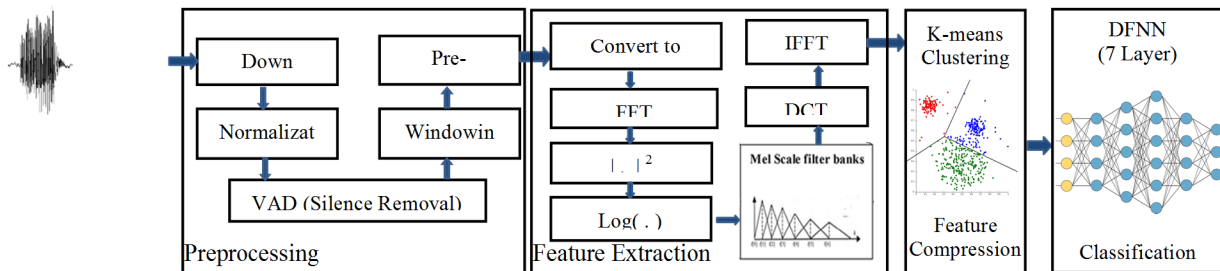 Down
Normalizat
VAD (Silence Removal)
Windowin
Pre-
Preprocessing
Convert to
FFT
| . | 2
Log( . )
Mel Scale filter banks
DCT
IFFT
Feature Extraction
K-means
Clustering
Feature
Compression
DFNN
(7 Layer)
Classification